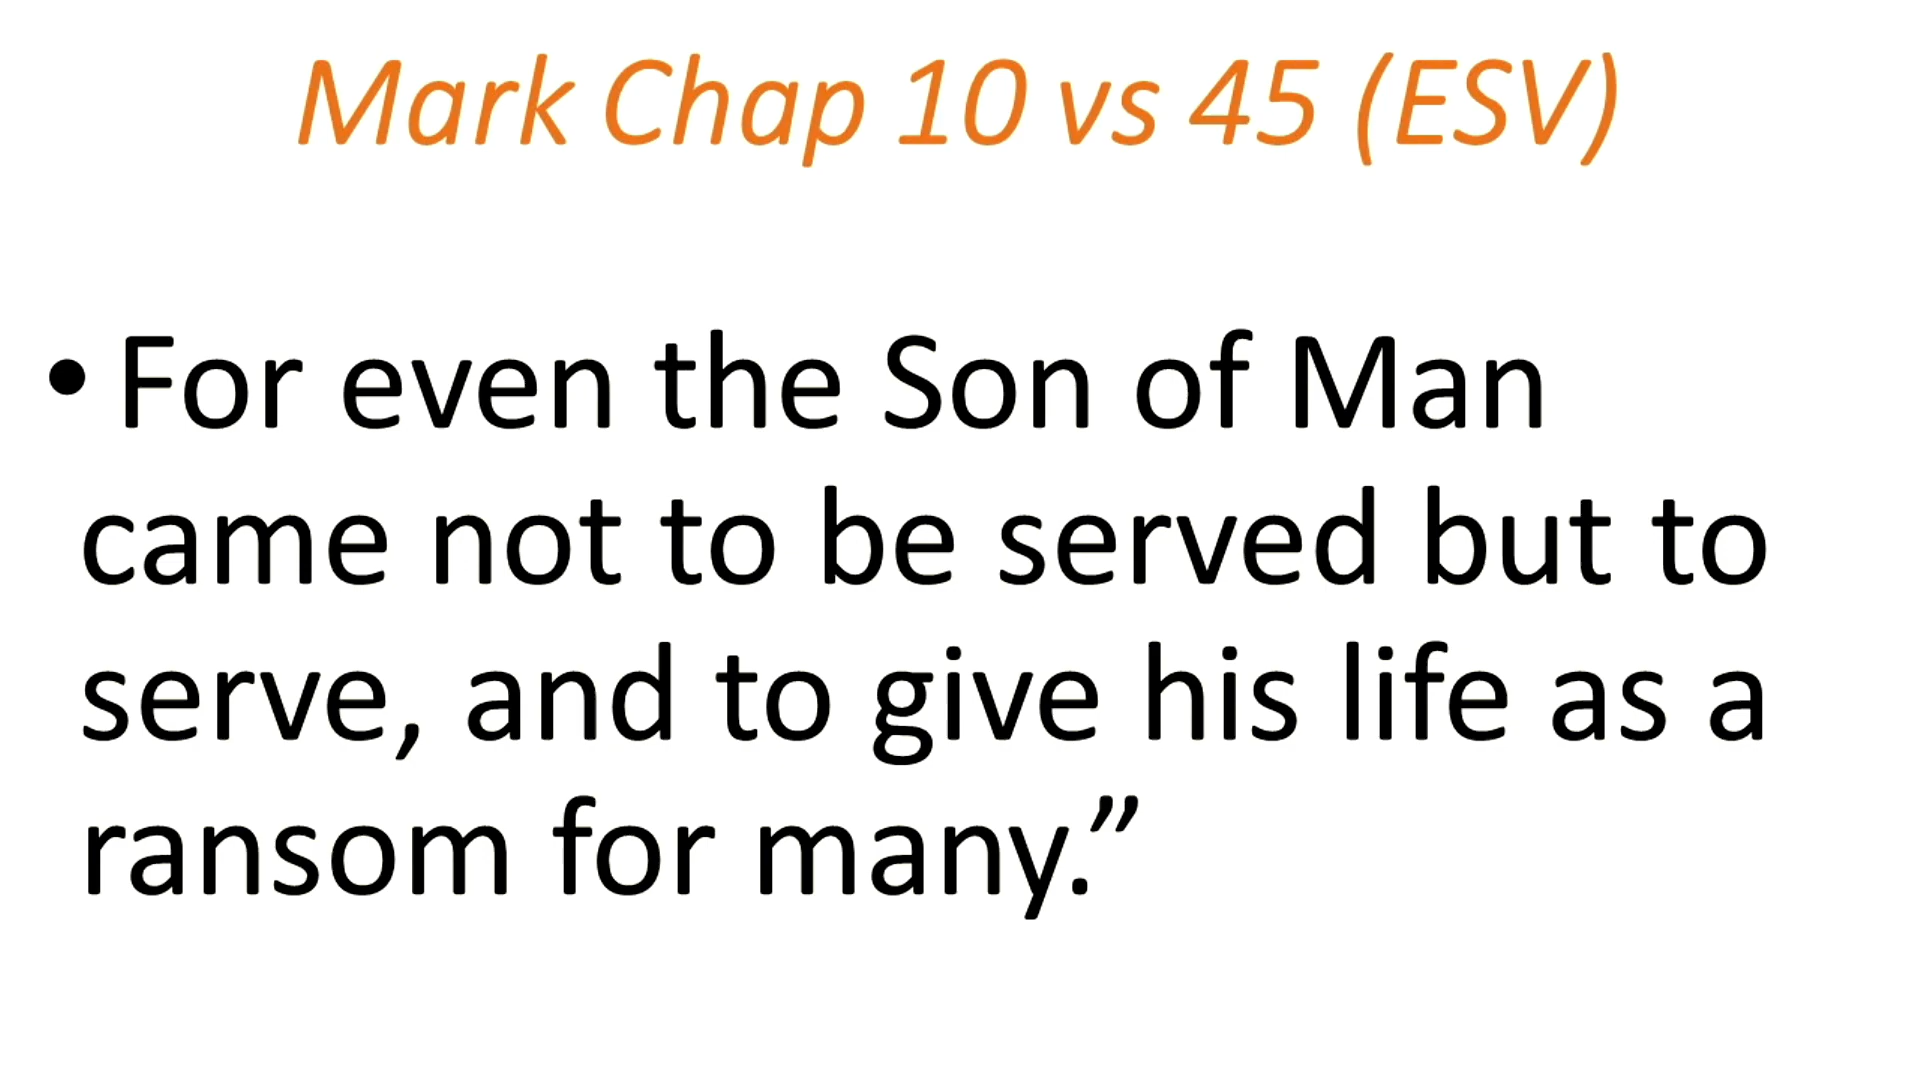 Mark Chap 10 vs 45 (ESV)
• For even the Son of Man
came not to be served but to
serve, and to give his life as a
ransom for many.”